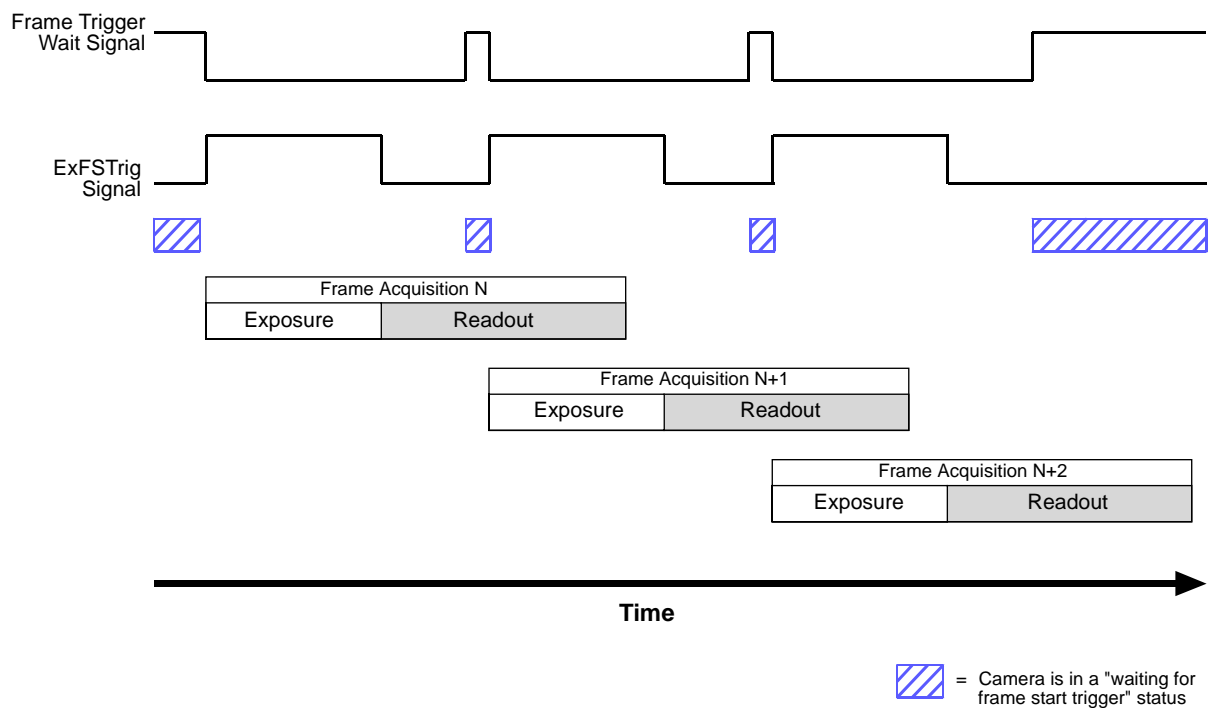 Frame Trigger
Wait Signal
ExFSTrig
Signal
Frame Acquisition N
Exposure
Readout
Frame Acquisition N+1
Exposure
Readout
Frame Acquisition N+2
Exposure
Readout
Time
= Camera is in a "waiting for
frame start trigger" status